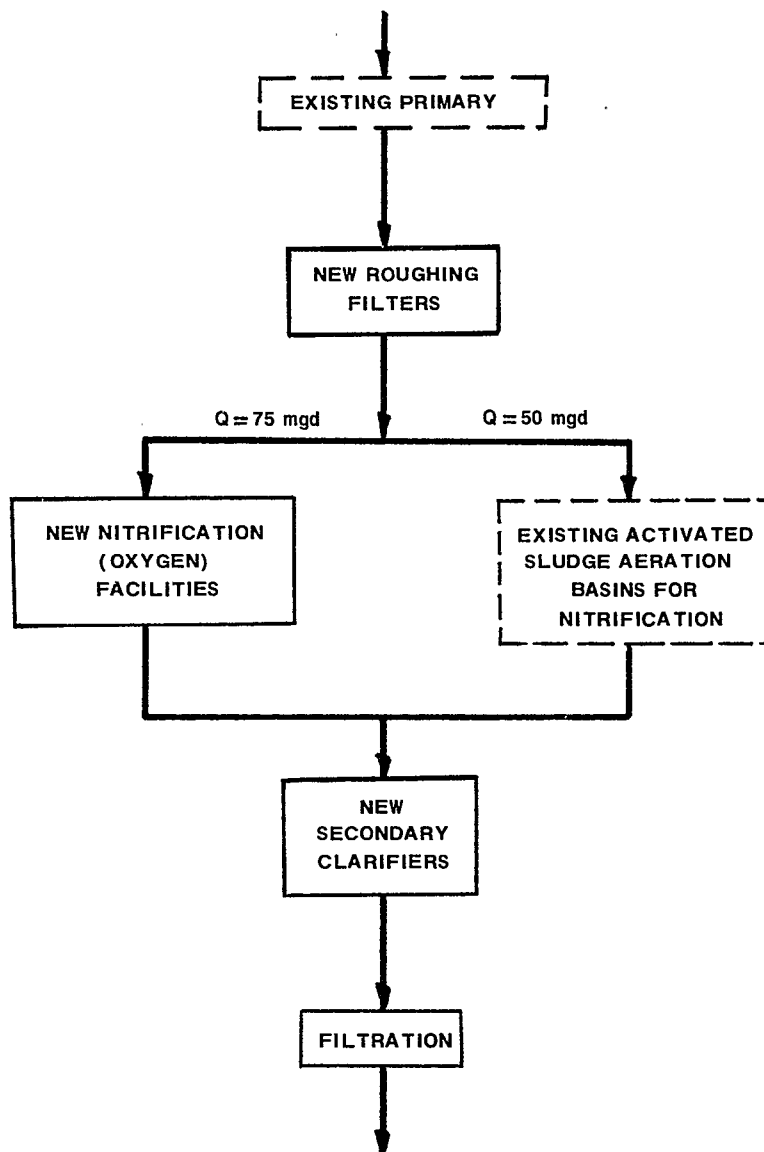 EXISTING PRIMARY
NEW ROUGHING
FILTERS
Q = 75 mgd
Q = 50 mgd
NEW NITRIFICATION
(OXYGEN)
FACILITIES
EXISTING ACTIVATED
SLUDGE AERATION
BASINS FOR
NITRIFICATION
NEW
SECONDARY
CLARIFIERS
FILTRATION